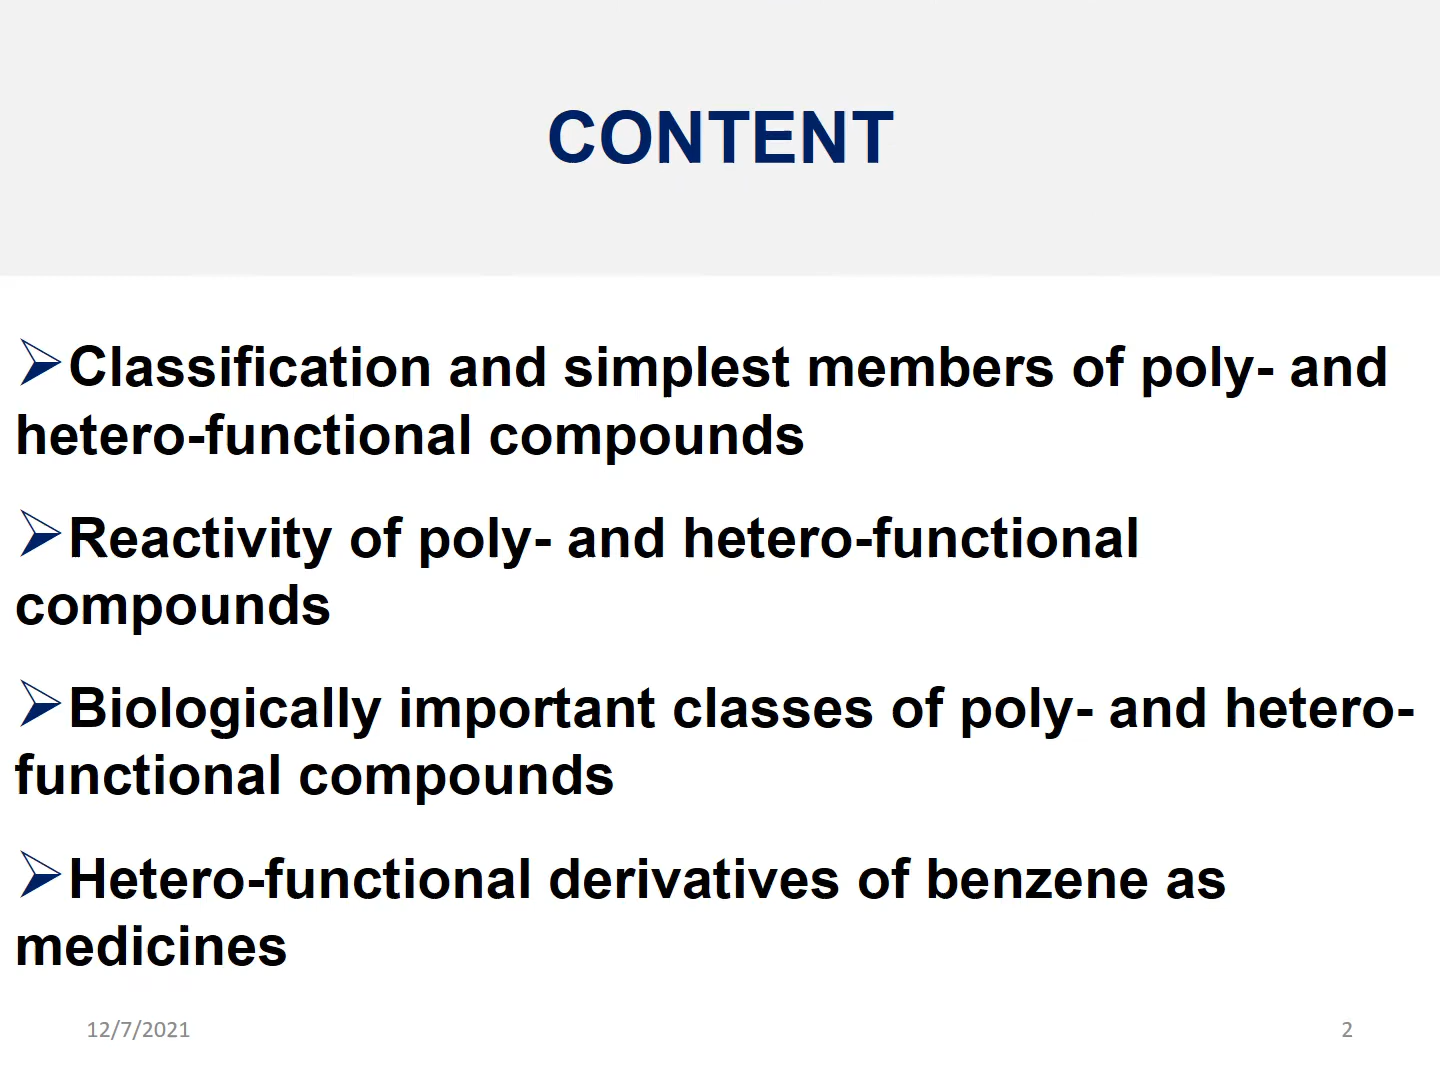 CONTENT
➢Classification and simplest members of poly- and
hetero-functional compounds
➢Reactivity of poly- and hetero-functional
compounds
➢Biologically important classes of poly- and hetero-
functional compounds
➢Hetero-functional derivatives of benzene as
medicines
12/7/2021
2